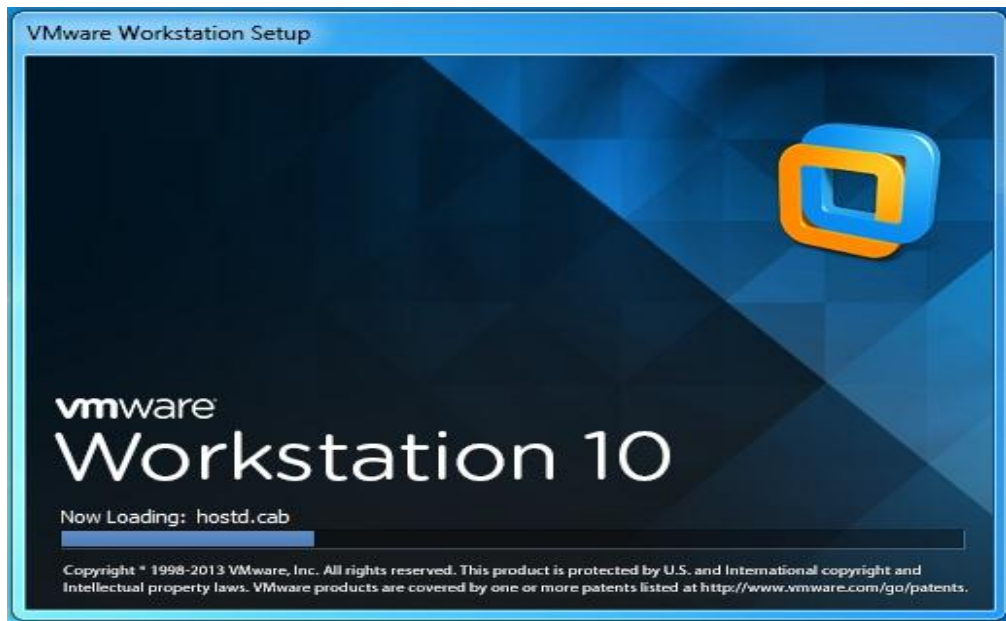 VMware Workstation Setup
vmware
Workstation 10
Now Loading: hostd.cab
Copyright © 1998-2013 VMware, Inc. All rights reserved. This product is protected by U.S. and International copyright and
Intellectual property laws. VMware products are covered by one or more patents listed at http://www.vmware.com/go/patents.